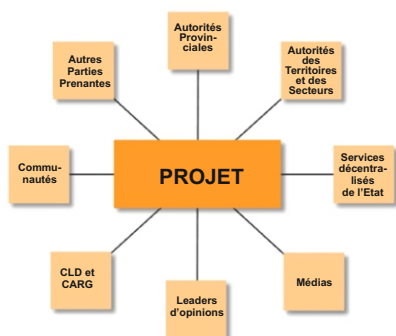 Autorités
Provin-
ciales
Autres
Parties
Prenantes
Autorités
des
Territoires
et des
Secteurs
Commu-
nautés
PROJET
Services
décentra-
lisés
de l'Etat
CLD et
CARG
Leaders
d'opinions
Médias